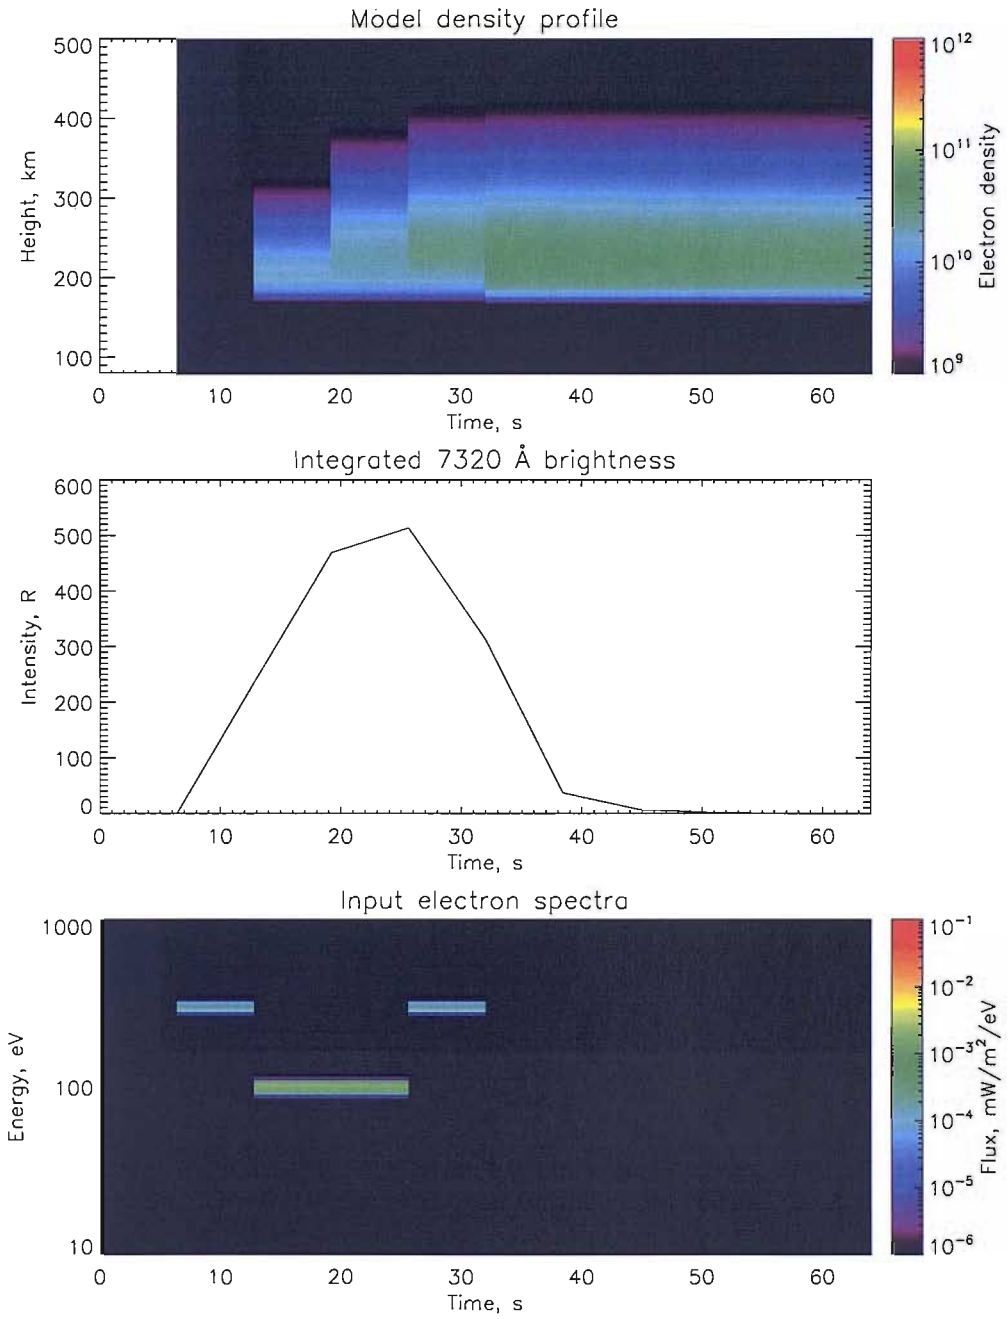 Model density profile
500
400
300
200
100
Height, km
0 10 20 30 40 50 60
Time, s
10¹²
10¹¹
10¹⁰
10⁹
Electron density
Integrated 7320 Å brightness
600
500
400
300
200
100
0
Intensity, R
0 10 20 30 40 50 60
Time, s
Input electron spectra
1000
100
10
Energy, eV
0 10 20 30 40 50 60
Time, s
10⁻¹
10⁻²
10⁻³
10⁻⁴
10⁻⁵
10⁻⁶
Flux, mW/m²/eV